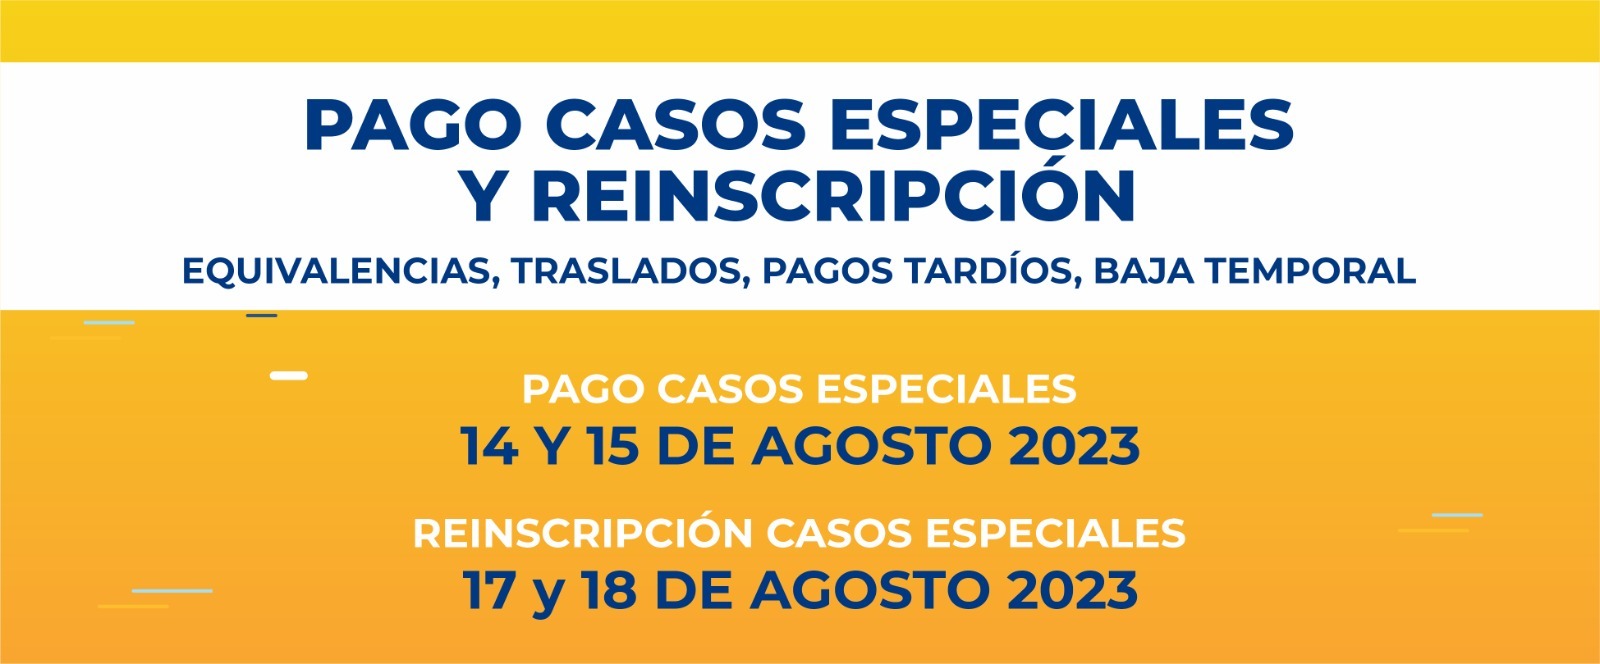 PAGO CASOS ESPECIALES
Y REINSCRIPCIÓN
EQUIVALENCIAS, TRASLADOS, PAGOS TARDÍOS, BAJA TEMPORAL
PAGO CASOS ESPECIALES
14 Y 15 DE AGOSTO 2023
REINSCRIPCIÓN CASOS ESPECIALES
17 y 18 DE AGOSTO 2023